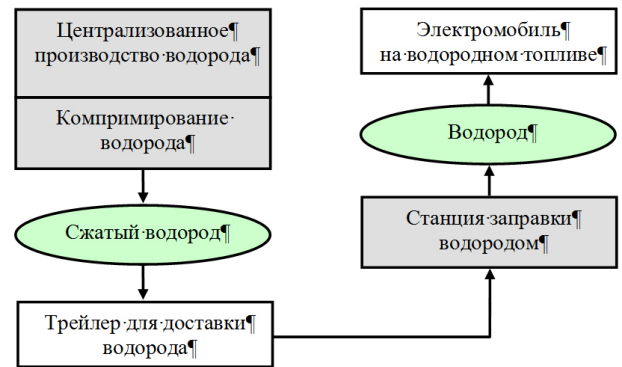 Централизованное¶
производство·водорода¶
Компримирование·
водорода¶
Сжатый·водород¶
Трейлер·для·доставки¶
водорода¶
Электромобиль¶
на·водородном·топливе¶
Водород¶
Станция·заправки¶
водородом¶